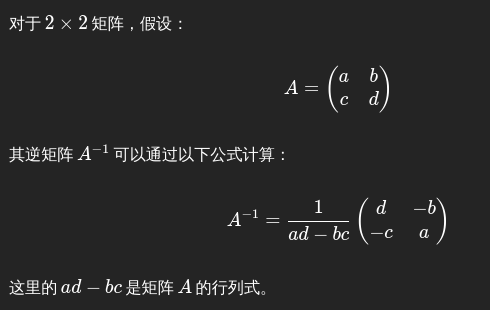 对于 2 × 2 矩阵，假设：
A = \begin{pmatrix} a & b \\ c & d \end{pmatrix}
其逆矩阵 A^{-1} 可以通过以下公式计算：
A^{-1} = \frac{1}{ad - bc} \begin{pmatrix} d & -b \\ -c & a \end{pmatrix}
这里的 ad − bc 是矩阵 A 的行列式。